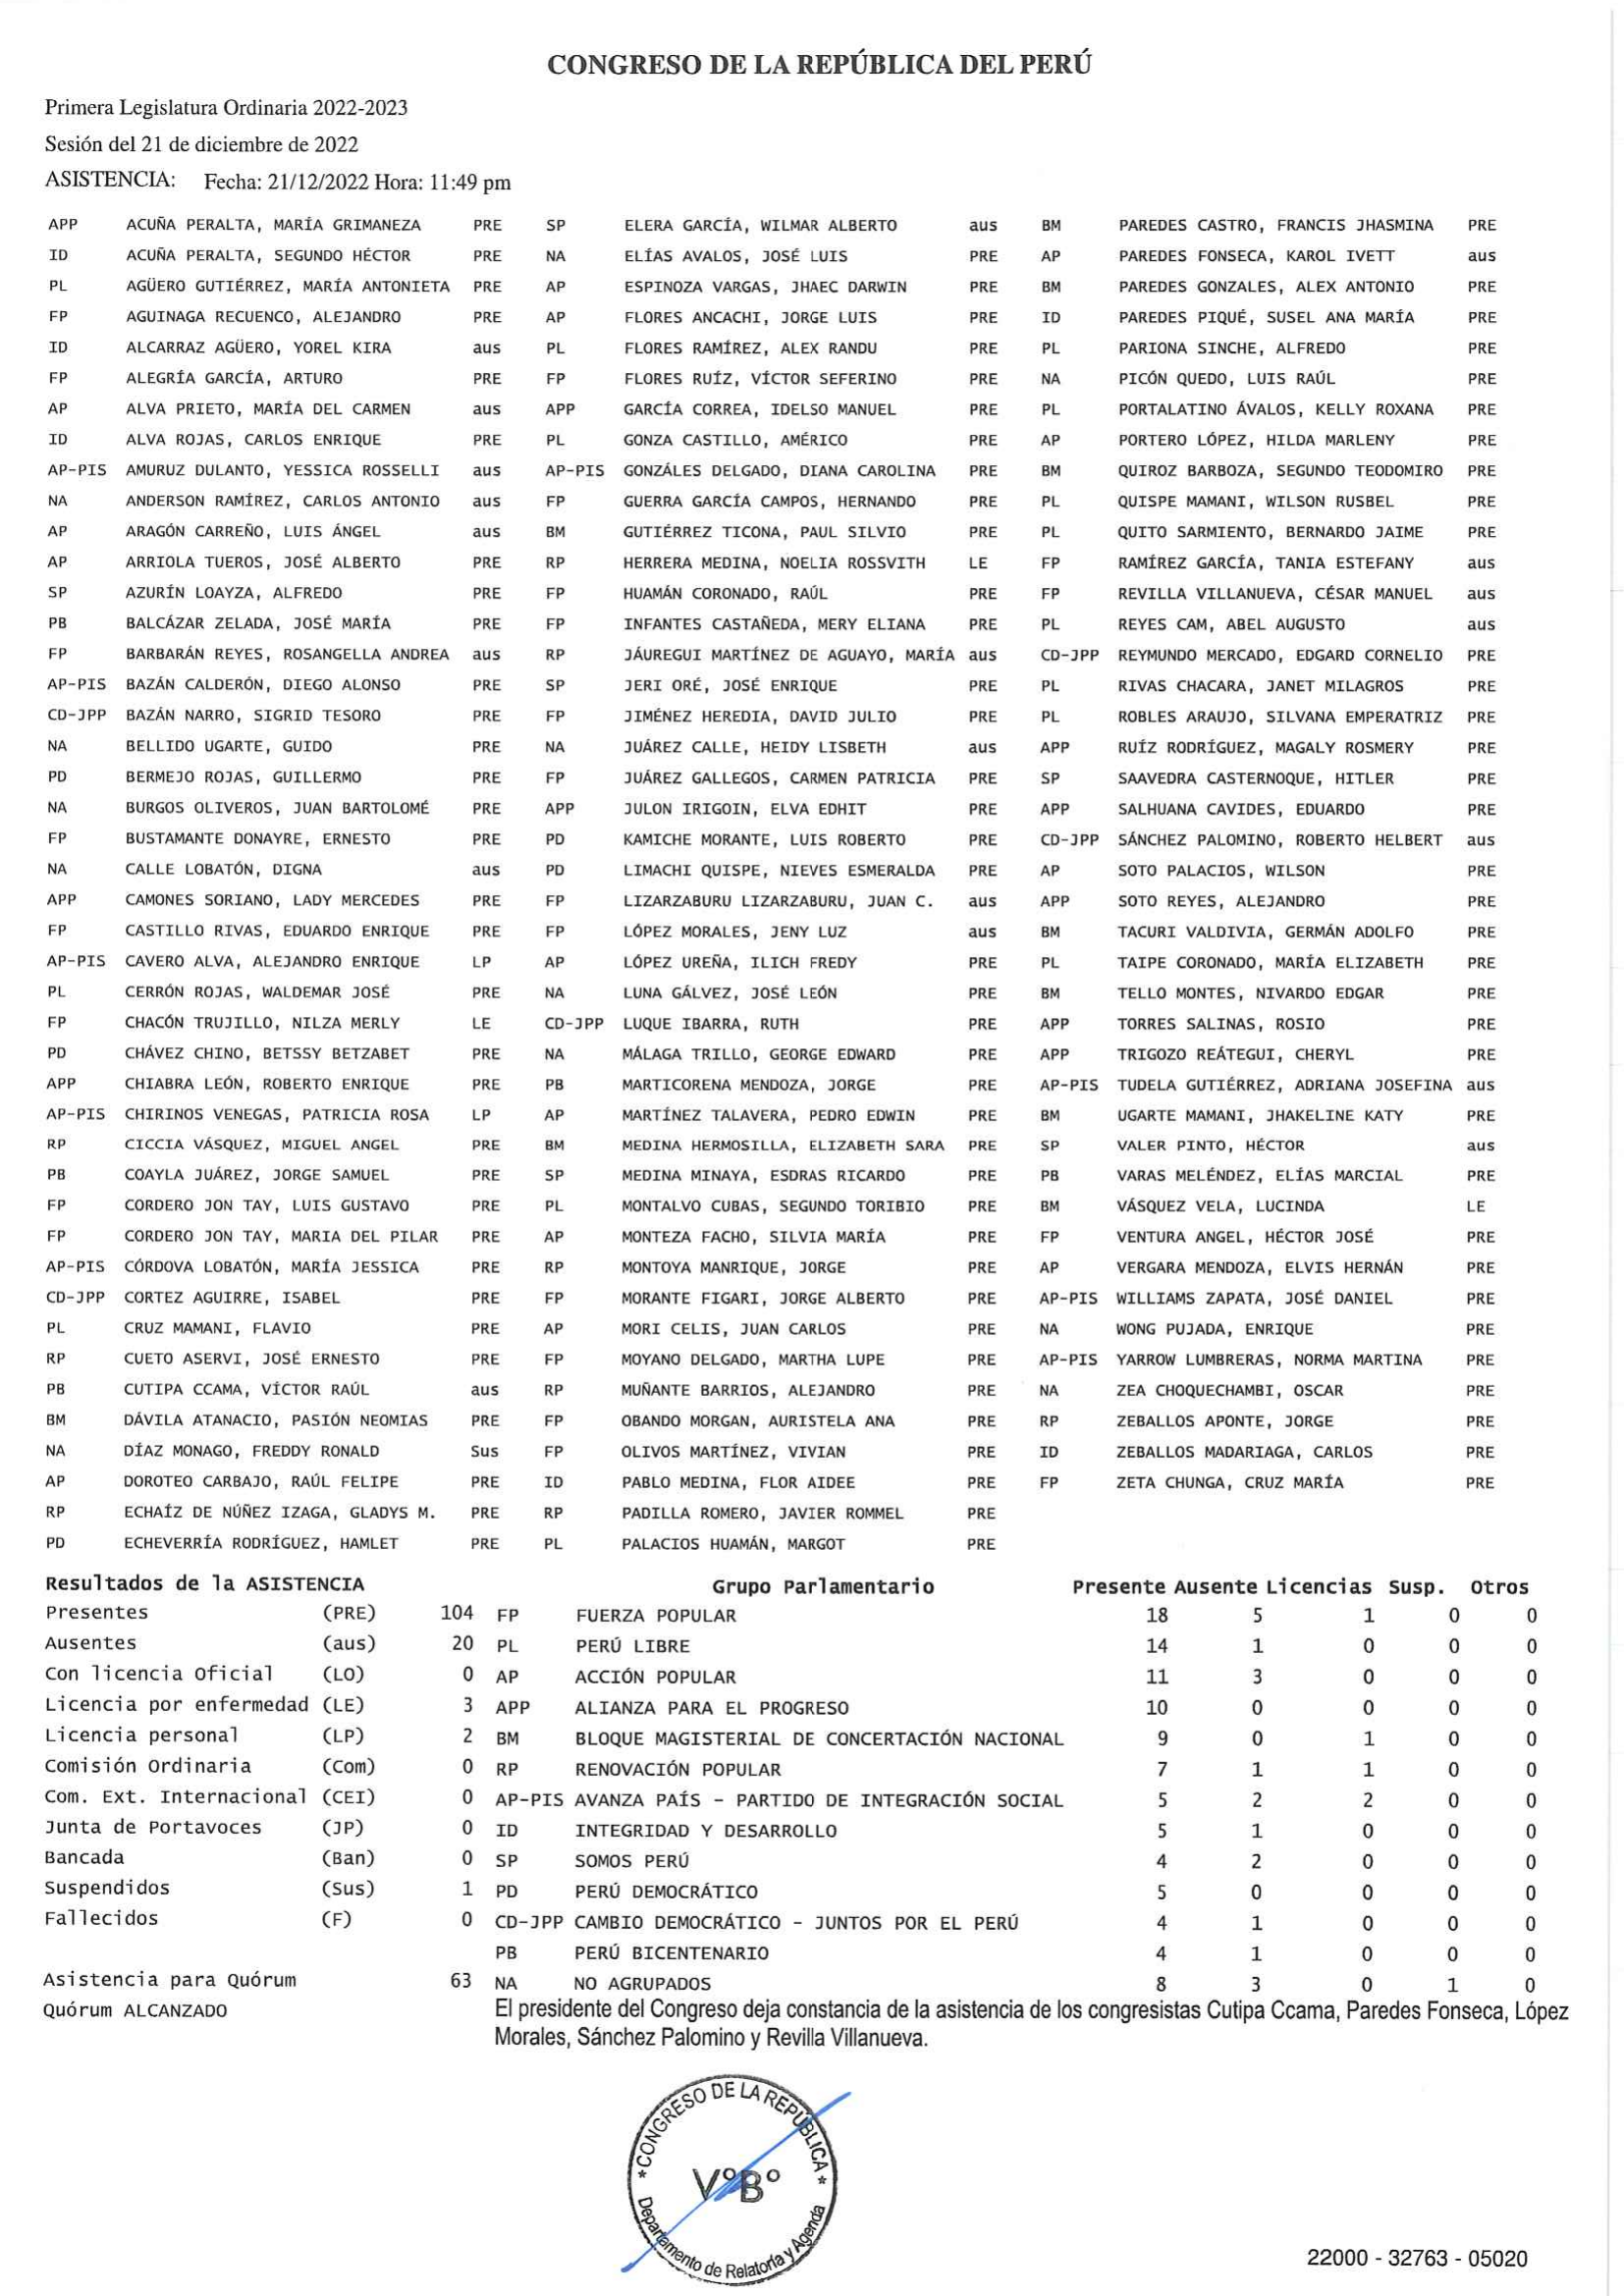 CONGRESO DE LA REPÚBLICA DEL PERÚ
Primera Legislatura Ordinaria 2022-2023
Sesión del 21 de diciembre de 2022
ASISTENCIA: Fecha: 21/12/2022 Hora: 11:49 pm
APP ACUÑA PERALTA, MARÍA GRIMANEZA PRE SP ELERA GARCÍA, WILMAR ALBERTO aus BM PAREDES CASTRO, FRANCIS JHASMINA PRE
ID ACUÑA PERALTA, SEGUNDO HÉCTOR PRE NA ELÍAS AVALOS, JOSÉ LUIS PRE AP PAREDES FONSECA, KAROL IVETT aus
PL AGÜERO GUTIÉRREZ, MARÍA ANTONIETA PRE AP ESPINOZA VARGAS, JHAEC DARWIN PRE BM PAREDES GONZALES, ALEX ANTONIO PRE
FP AGUINAGA RECUENCO, ALEJANDRO PRE AP FLORES ANCACHI, JORGE LUIS PRE ID PAREDES PIQUÉ, SUSEL ANA MARÍA PRE
ID ALCARRAZ AGÜERO, YOREL KIRA aus PL FLORES RAMÍREZ, ALEX RANDU PRE PL PARIONA SINCHE, ALFREDO PRE
FP ALEGRÍA GARCÍA, ARTURO PRE FP FLORES RUÍZ, VÍCTOR SEFERINO PRE NA PICÓN QUEDO, LUIS RAÚL PRE
AP ALVA PRIETO, MARÍA DEL CARMEN aus APP GARCÍA CORREA, IDELSO MANUEL PRE PL PORTALATINO ÁVALOS, KELLY ROXANA PRE
ID ALVA ROJAS, CARLOS ENRIQUE PRE PL GONZA CASTILLO, AMÉRICO PRE AP PORTERO LÓPEZ, HILDA MARLENY PRE
AP-PIS AMURUZ DULANTO, YESSICA ROSSELLI aus AP-PIS GONZÁLES DELGADO, DIANA CAROLINA PRE BM QUIROZ BARBOZA, SEGUNDO TEODOMIRO PRE
NA ANDERSON RAMÍREZ, CARLOS ANTONIO aus FP GUERRA GARCÍA CAMPOS, HERNANDO PRE PL QUISPE MAMANI, WILSON RUSBEL PRE
AP ARAGÓN CARREÑO, LUIS ÁNGEL aus BM GUTIÉRREZ TICONA, PAUL SILVIO PRE PL QUITO SARMIENTO, BERNARDO JAIME PRE
AP ARRIOLA TUEROS, JOSÉ ALBERTO PRE RP HERRERA MEDINA, NOELIA ROSSVITH LE FP RAMÍREZ GARCÍA, TANIA ESTEFANY aus
SP AZURÍN LOAYZA, ALFREDO PRE FP HUAMÁN CORONADO, RAÚL PRE FP REVILLA VILLANUEVA, CÉSAR MANUEL aus
PB BALCÁZAR ZELADA, JOSÉ MARÍA PRE FP INFANTES CASTAÑEDA, MERY ELIANA PRE PL REYES CAM, ABEL AUGUSTO aus
FP BARBARÁN REYES, ROSANGELLA ANDREA aus RP JÁUREGUI MARTÍNEZ DE AGUAYO, MARÍA aus CD-JPP REYMUNDO MERCADO, EDGARD CORNELIO PRE
AP-PIS BAZÁN CALDERÓN, DIEGO ALONSO PRE SP JERI ORÉ, JOSÉ ENRIQUE PRE PL RIVAS CHACARA, JANET MILAGROS PRE
CD-JPP BAZÁN NARRO, SIGRID TESORO PRE FP JIMÉNEZ HEREDIA, DAVID JULIO PRE PL ROBLES ARAUJO, SILVANA EMPERATRIZ PRE
NA BELLIDO UGARTE, GUIDO PRE NA JUÁREZ CALLE, HEIDY LISBETH aus APP RUÍZ RODRÍGUEZ, MAGALY ROSMERY PRE
PD BERMEJO ROJAS, GUILLERMO PRE FP JUÁREZ GALLEGOS, CARMEN PATRICIA PRE SP SAAVEDRA CASTERNOQUE, HITLER PRE
NA BURGOS OLIVEROS, JUAN BARTOLOMÉ PRE APP JULON IRIGOIN, ELVA EDHIT PRE APP SALHUANA CAVIDES, EDUARDO PRE
FP BUSTAMANTE DONAYRE, ERNESTO PRE PD KAMICHE MORANTE, LUIS ROBERTO PRE CD-JPP SÁNCHEZ PALOMINO, ROBERTO HELBERT aus
NA CALLE LOBATÓN, DIGNA aus PD LIMACHI QUISPE, NIEVES ESMERALDA PRE AP SOTO PALACIOS, WILSON PRE
APP CAMONES SORIANO, LADY MERCEDES PRE FP LIZARZABURU LIZARZABURU, JUAN C. aus APP SOTO REYES, ALEJANDRO PRE
FP CASTILLO RIVAS, EDUARDO ENRIQUE PRE FP LÓPEZ MORALES, JENY LUZ aus BM TACURI VALDIVIA, GERMÁN ADOLFO PRE
AP-PIS CAVERO ALVA, ALEJANDRO ENRIQUE LP AP LÓPEZ UREÑA, ILICH FREDY PRE PL TAIPE CORONADO, MARÍA ELIZABETH PRE
PL CERRÓN ROJAS, WALDEMAR JOSÉ PRE NA LUNA GÁLVEZ, JOSÉ LEÓN PRE BM TELLO MONTES, NIVARDO EDGAR PRE
FP CHACÓN TRUJILLO, NILZA MERLY LE CD-JPP LUQUE IBARRA, RUTH PRE APP TORRES SALINAS, ROSIO PRE
PD CHÁVEZ CHINO, BETSSY BETZABET PRE NA MÁLAGA TRILLO, GEORGE EDWARD PRE APP TRIGOZO REÁTEGUI, CHERYL PRE
APP CHIABRA LEÓN, ROBERTO ENRIQUE PRE PB MARTICORENA MENDOZA, JORGE PRE AP-PIS TUDELA GUTIÉRREZ, ADRIANA JOSEFINA aus
AP-PIS CHIRINOS VENEGAS, PATRICIA ROSA LP AP MARTÍNEZ TALAVERA, PEDRO EDWIN PRE BM UGARTE MAMANI, JHAKELINE KATY PRE
RP CICCIA VÁSQUEZ, MIGUEL ANGEL PRE BM MEDINA HERMOSILLA, ELIZABETH SARA PRE SP VALER PINTO, HÉCTOR aus
PB COAYLA JUÁREZ, JORGE SAMUEL PRE SP MEDINA MINAYA, ESDRAS RICARDO PRE PB VARAS MELÉNDEZ, ELÍAS MARCIAL PRE
FP CORDERO JON TAY, LUIS GUSTAVO PRE PL MONTALVO CUBAS, SEGUNDO TORIBIO PRE BM VÁSQUEZ VELA, LUCINDA LE
FP CORDERO JON TAY, MARIA DEL PILAR PRE AP MONTEZA FACHO, SILVIA MARÍA PRE FP VENTURA ANGEL, HÉCTOR JOSÉ PRE
AP-PIS CÓRDOVA LOBATÓN, MARÍA JESSICA PRE RP MONTOYA MANRIQUE, JORGE PRE AP VERGARA MENDOZA, ELVIS HERNÁN PRE
CD-JPP CORTEZ AGUIRRE, ISABEL PRE FP MORANTE FIGARI, JORGE ALBERTO PRE AP-PIS WILLIAMS ZAPATA, JOSÉ DANIEL PRE
PL CRUZ MAMANI, FLAVIO PRE AP MORI CELIS, JUAN CARLOS PRE NA WONG PUJADA, ENRIQUE PRE
RP CUETO ASERVI, JOSÉ ERNESTO PRE FP MOYANO DELGADO, MARTHA LUPE PRE AP-PIS YARROW LUMBRERAS, NORMA MARTINA PRE
PB CUTIPA CCAMA, VÍCTOR RAÚL aus RP MUÑANTE BARRIOS, ALEJANDRO PRE NA ZEA CHOQUECHAMBI, OSCAR PRE
BM DÁVILA ATANACIO, PASIÓN NEOMIAS PRE FP OBANDO MORGAN, AURISTELA ANA PRE RP ZEBALLOS APONTE, JORGE PRE
NA DÍAZ MONAGO, FREDDY RONALD Sus FP OLIVOS MARTÍNEZ, VIVIAN PRE ID ZEBALLOS MADARIAGA, CARLOS PRE
AP DOROTEO CARBAJO, RAÚL FELIPE PRE ID PABLO MEDINA, FLOR AIDEE PRE FP ZETA CHUNGA, CRUZ MARÍA PRE
RP ECHAÍZ DE NÚÑEZ IZAGA, GLADYS M. PRE RP PADILLA ROMERO, JAVIER ROMMEL PRE
PD ECHEVERRÍA RODRÍGUEZ, HAMLET PRE PL PALACIOS HUAMÁN, MARGOT PRE
Resultados de la ASISTENCIA Grupo Parlamentario Presente Ausente Licencias Susp. Otros
Presentes (PRE) 104 FP FUERZA POPULAR 18 5 1 0 0
Ausentes (aus) 20 PL PERÚ LIBRE 14 1 0 0 0
Con licencia Oficial (LO) 0 AP ACCIÓN POPULAR 11 3 0 0 0
Licencia por enfermedad (LE) 3 APP ALIANZA PARA EL PROGRESO 10 0 0 0 0
Licencia personal (LP) 2 BM BLOQUE MAGISTERIAL DE CONCERTACIÓN NACIONAL 9 0 1 0 0
Comisión Ordinaria (Com) 0 RP RENOVACIÓN POPULAR 7 1 1 0 0
Com. Ext. Internacional (CEI) 0 AP-PIS AVANZA PAÍS - PARTIDO DE INTEGRACIÓN SOCIAL 5 2 2 0 0
Junta de Portavoces (JP) 0 ID INTEGRIDAD Y DESARROLLO 5 1 0 0 0
Bancada (Ban) 0 SP SOMOS PERÚ 4 2 0 0 0
Suspendidos (Sus) 1 PD PERÚ DEMOCRÁTICO 5 0 0 0 0
Fallecidos (F) 0 CD-JPP CAMBIO DEMOCRÁTICO - JUNTOS POR EL PERÚ 4 1 0 0 0
PB PERÚ BICENTENARIO 4 1 0 0 0
Asistencia para Quórum 63 NA NO AGRUPADOS 8 3 0 1 0
Quórum ALCANZADO El presidente del Congreso deja constancia de la asistencia de los congresistas Cutipa Ccama, Paredes Fonseca, López
Morales, Sánchez Palomino y Revilla Villanueva.
*CONGRESO DE LA REPÚBLICA*
V°B°
Departamento de Relatoría y Agenda
22000 - 32763 - 05020